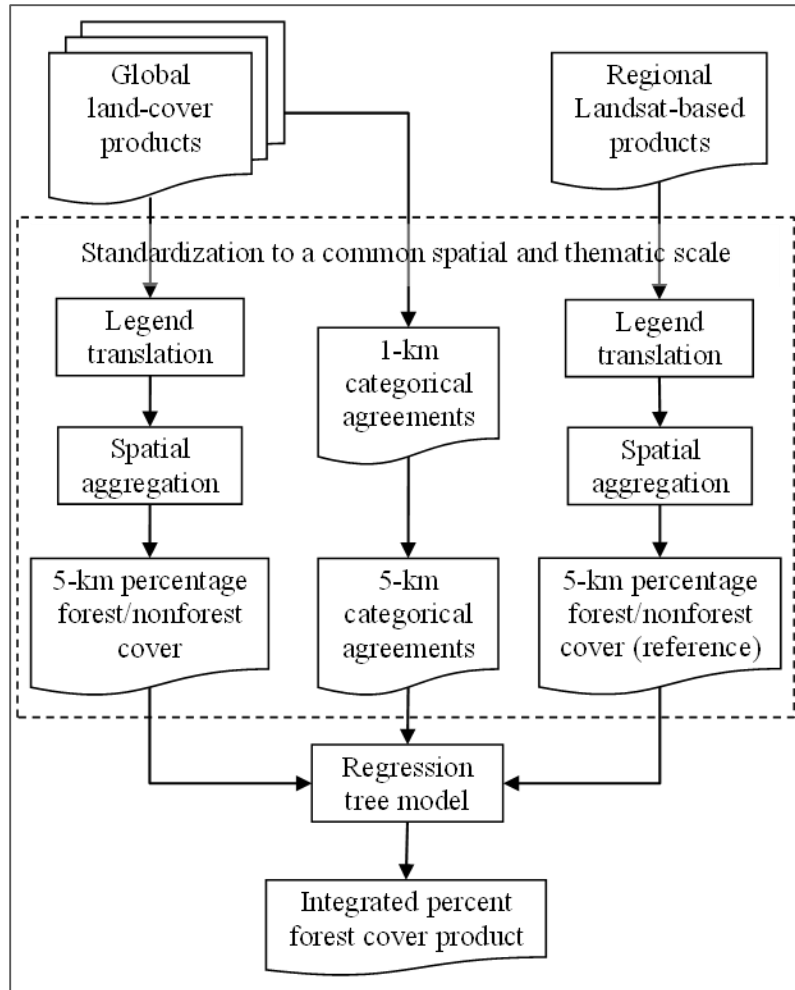 Global
land-cover
products
Regional
Landsat-based
products
Standardization to a common spatial and thematic scale
Legend
translation
Spatial
aggregation
5-km percentage
forest/nonforest
cover
1-km
categorical
agreements
5-km
categorical
agreements
Legend
translation
Spatial
aggregation
5-km percentage
forest/nonforest
cover (reference)
Regression
tree model
Integrated percent
forest cover product